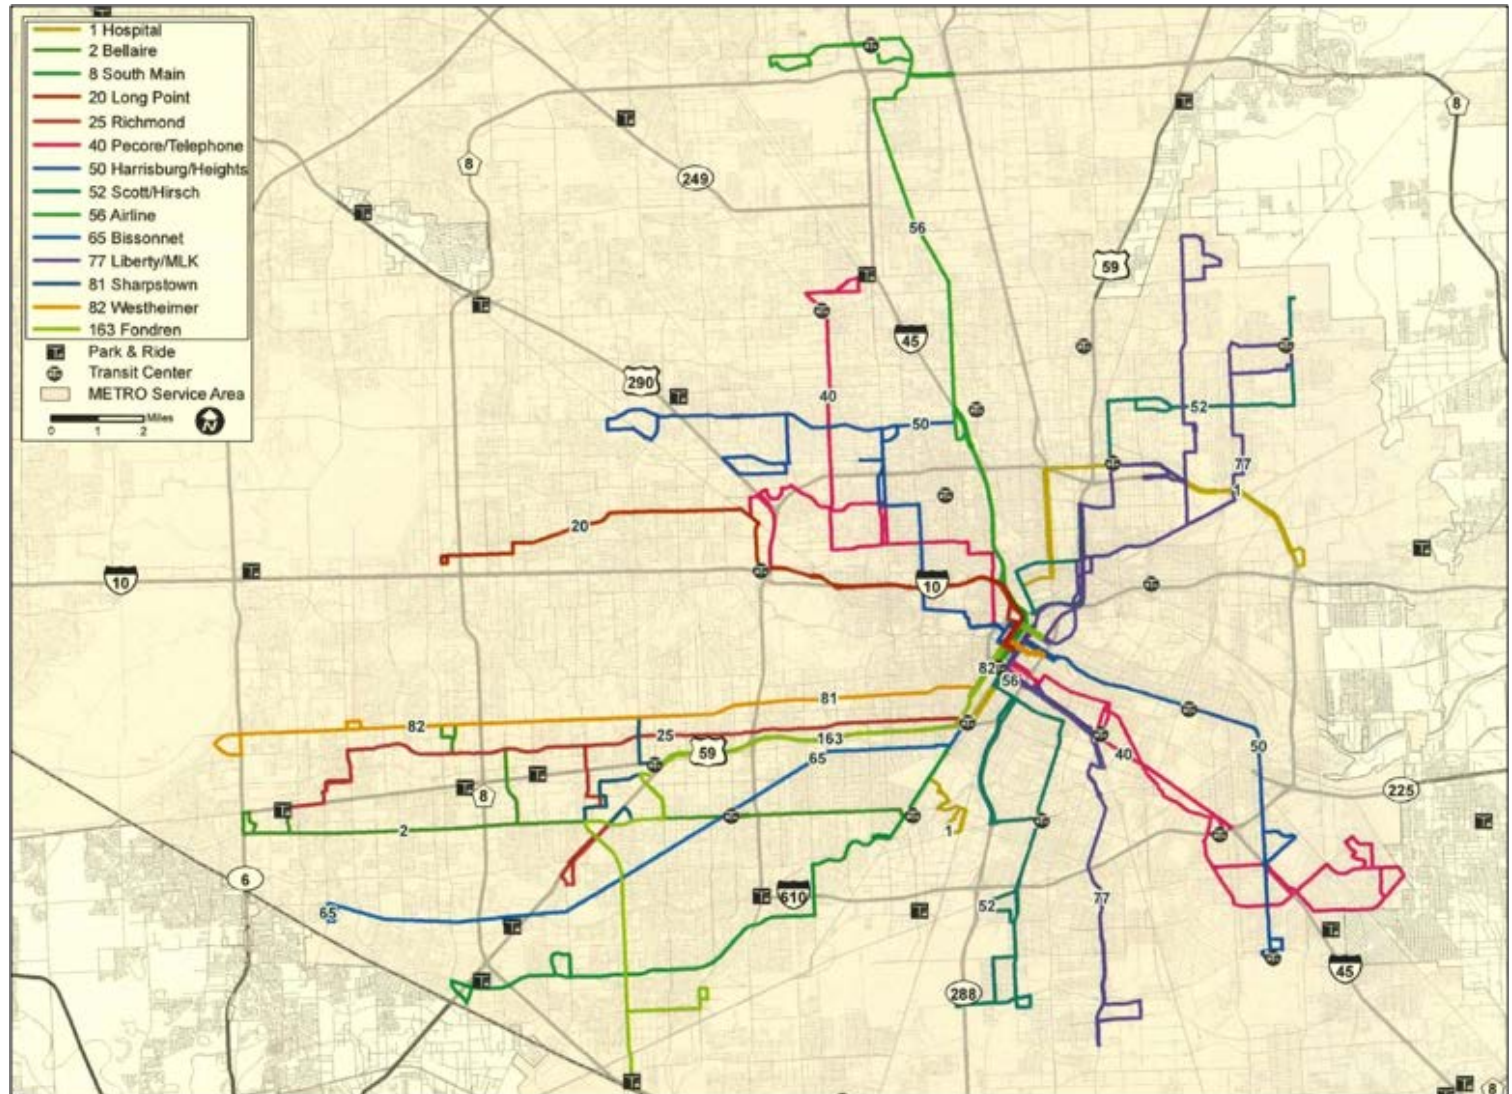 1 Hospital
2 Bellaire
8 South Main
20 Long Point
25 Richmond
40 Pecore/Telephone
50 Harrisburg/Heights
52 Scott/Hirsch
56 Airline
65 Bissonnet
77 Liberty/MLK
81 Sharpstown
82 Westheimer
163 Fondren
Park & Ride
Transit Center
METRO Service Area
Miles
0 1 2
N
8
8
249
56
59
45
290
40
50
52
77
1
20
10
10
82
56
81
82
25
163
59
65
40
50
8
225
2
1
6
65
610
52
77
288
45
8